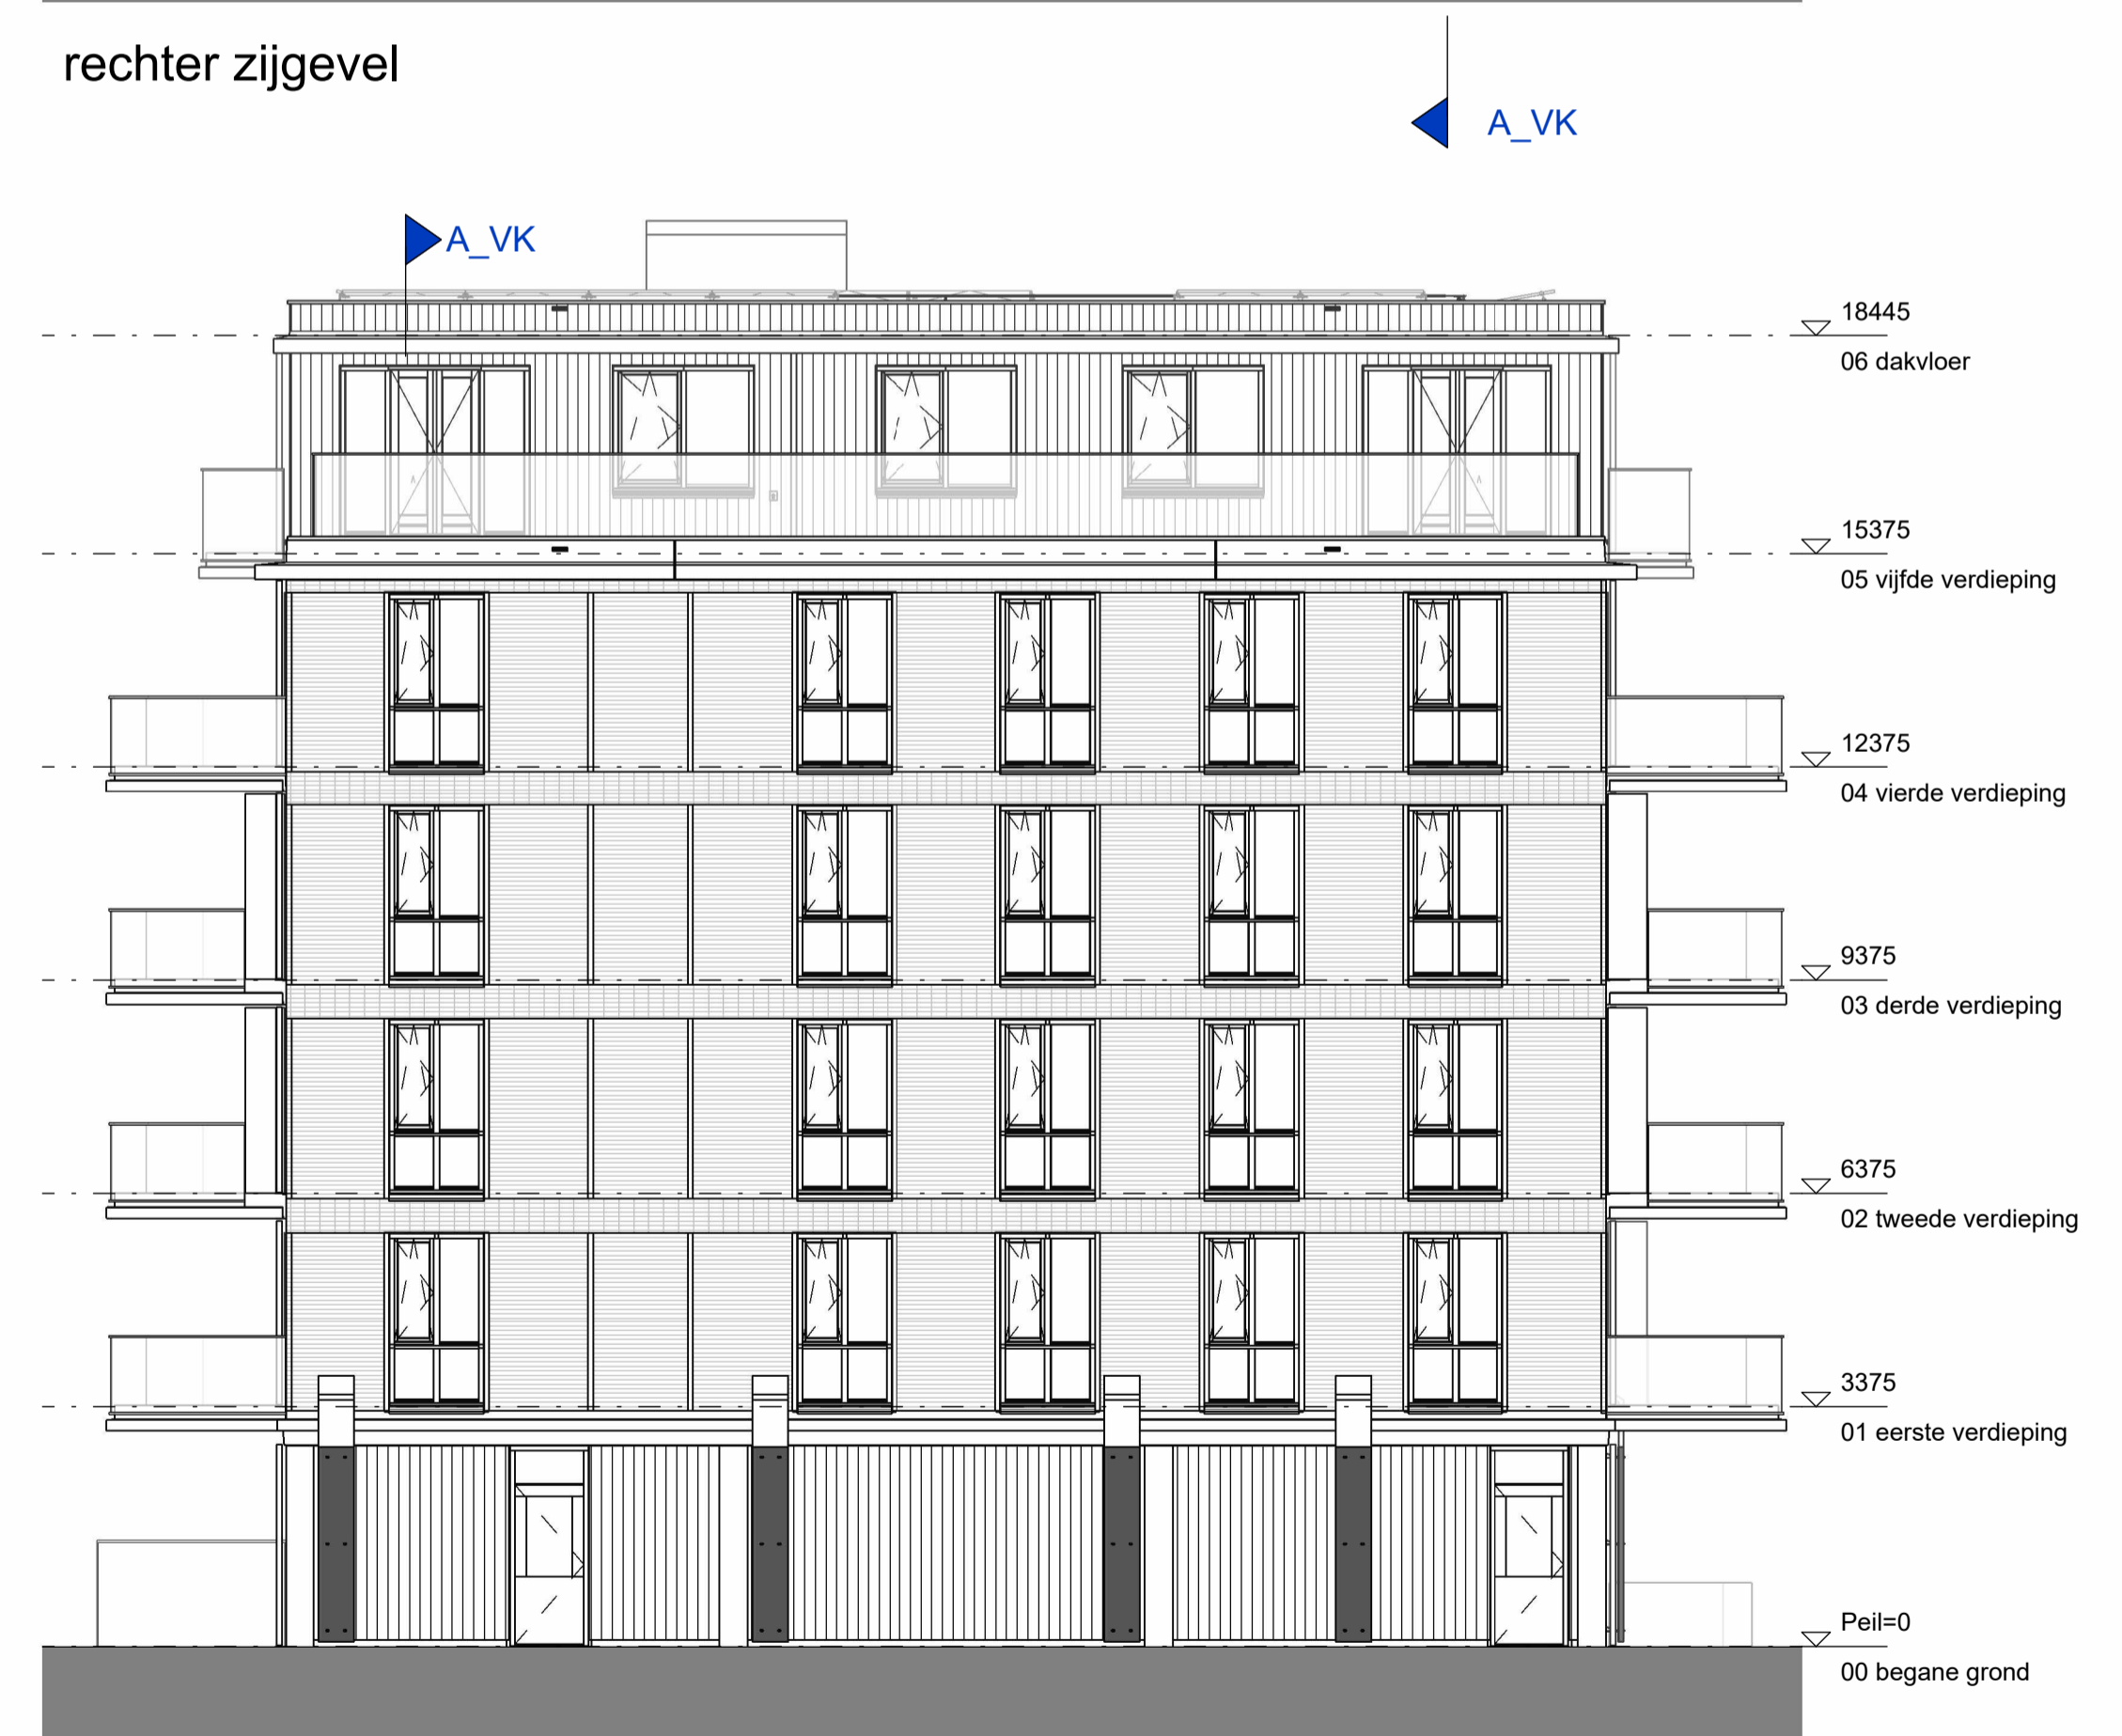 rechter zijgevel
A_VK
A_VK
18445
06 dakvloer
15375
05 vijfde verdieping
12375
04 vierde verdieping
9375
03 derde verdieping
6375
02 tweede verdieping
3375
01 eerste verdieping
Peil=0
00 begane grond